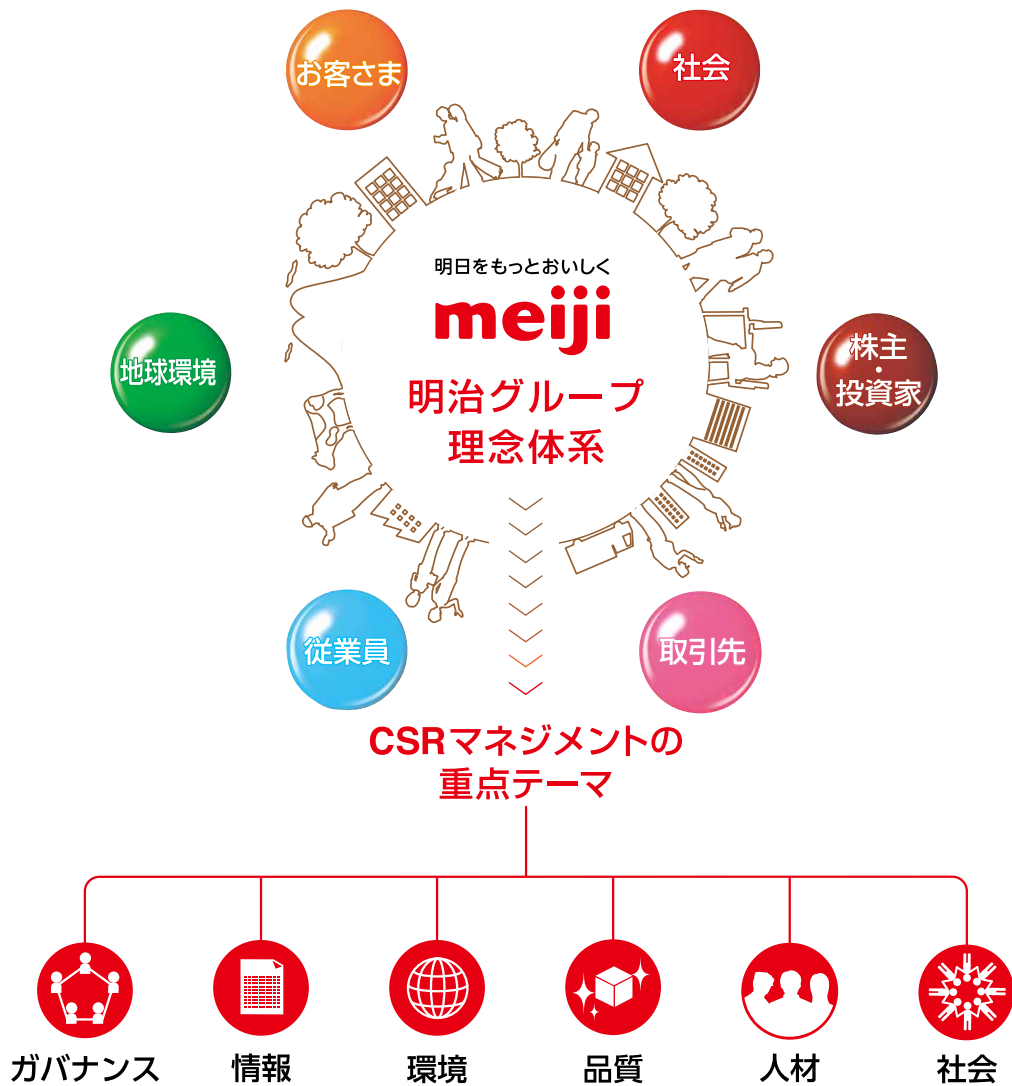 お客さま
社会
明日をもっとおいしく
meiji
地球環境
株主
・
投資家
明治グループ
理念体系
従業員
取引先
CSRマネジメントの
重点テーマ
ガバナンス
情報
環境
品質
人材
社会